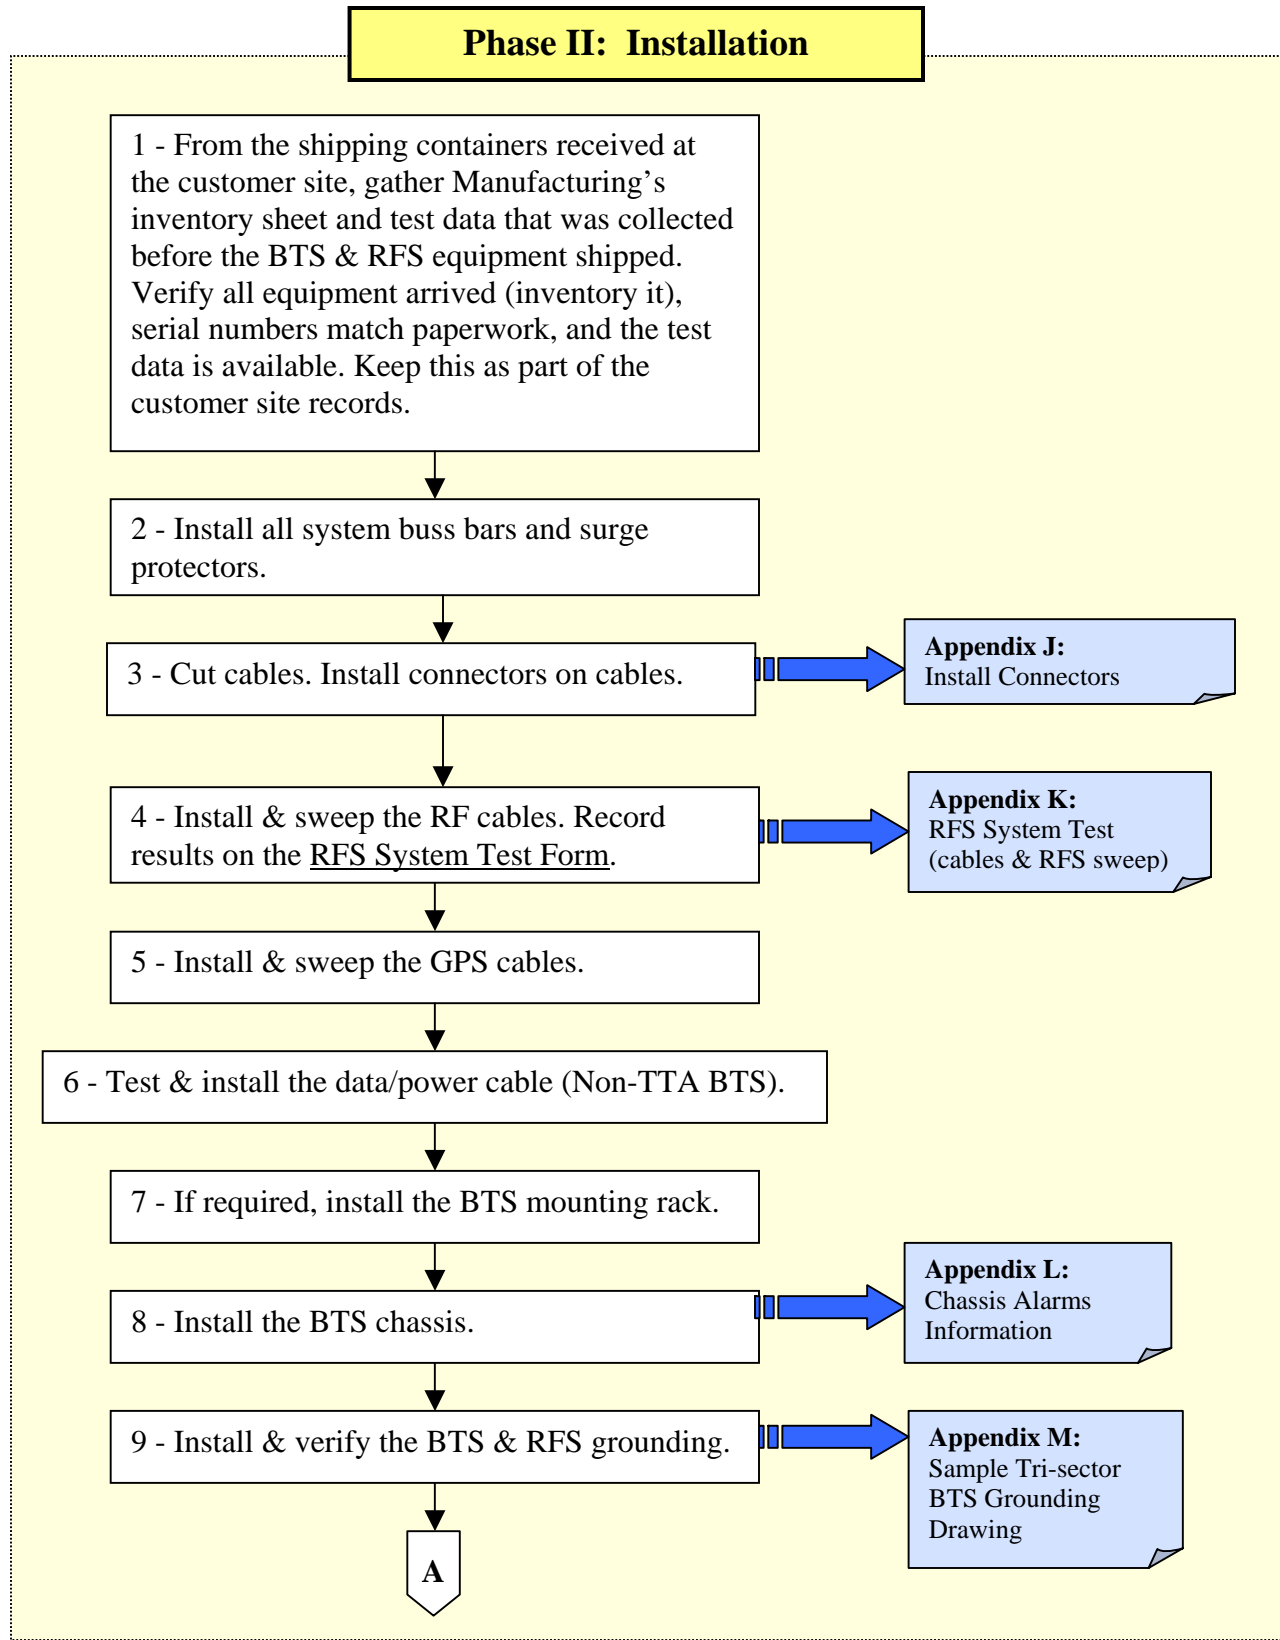 Phase II:  Installation
1 - From the shipping containers received at
the customer site, gather Manufacturing’s
inventory sheet and test data that was collected
before the BTS & RFS equipment shipped.
Verify all equipment arrived (inventory it),
serial numbers match paperwork, and the test
data is available. Keep this as part of the
customer site records.
2 - Install all system buss bars and surge
protectors.
3 - Cut cables. Install connectors on cables.
Appendix J:
Install Connectors
4 - Install & sweep the RF cables. Record
results on the RFS System Test Form.
Appendix K:
RFS System Test
(cables & RFS sweep)
5 - Install & sweep the GPS cables.
6 - Test & install the data/power cable (Non-TTA BTS).
7 - If required, install the BTS mounting rack.
8 - Install the BTS chassis.
Appendix L:
Chassis Alarms
Information
9 - Install & verify the BTS & RFS grounding.
Appendix M:
Sample Tri-sector
BTS Grounding
Drawing
A